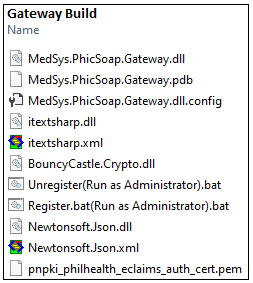 Gateway Build
Name
MedSys.PhicSoap.Gateway.dll
MedSys.PhicSoap.Gateway.pdb
MedSys.PhicSoap.Gateway.dll.config
itextsharp.dll
itextsharp.xml
BouncyCastle.Crypto.dll
Unregister(Run as Administrator).bat
Register.bat(Run as Administrator).bat
Newtonsoft.Json.dll
Newtonsoft.Json.xml
pnpki_philhealth_eclaims_auth_cert.pem